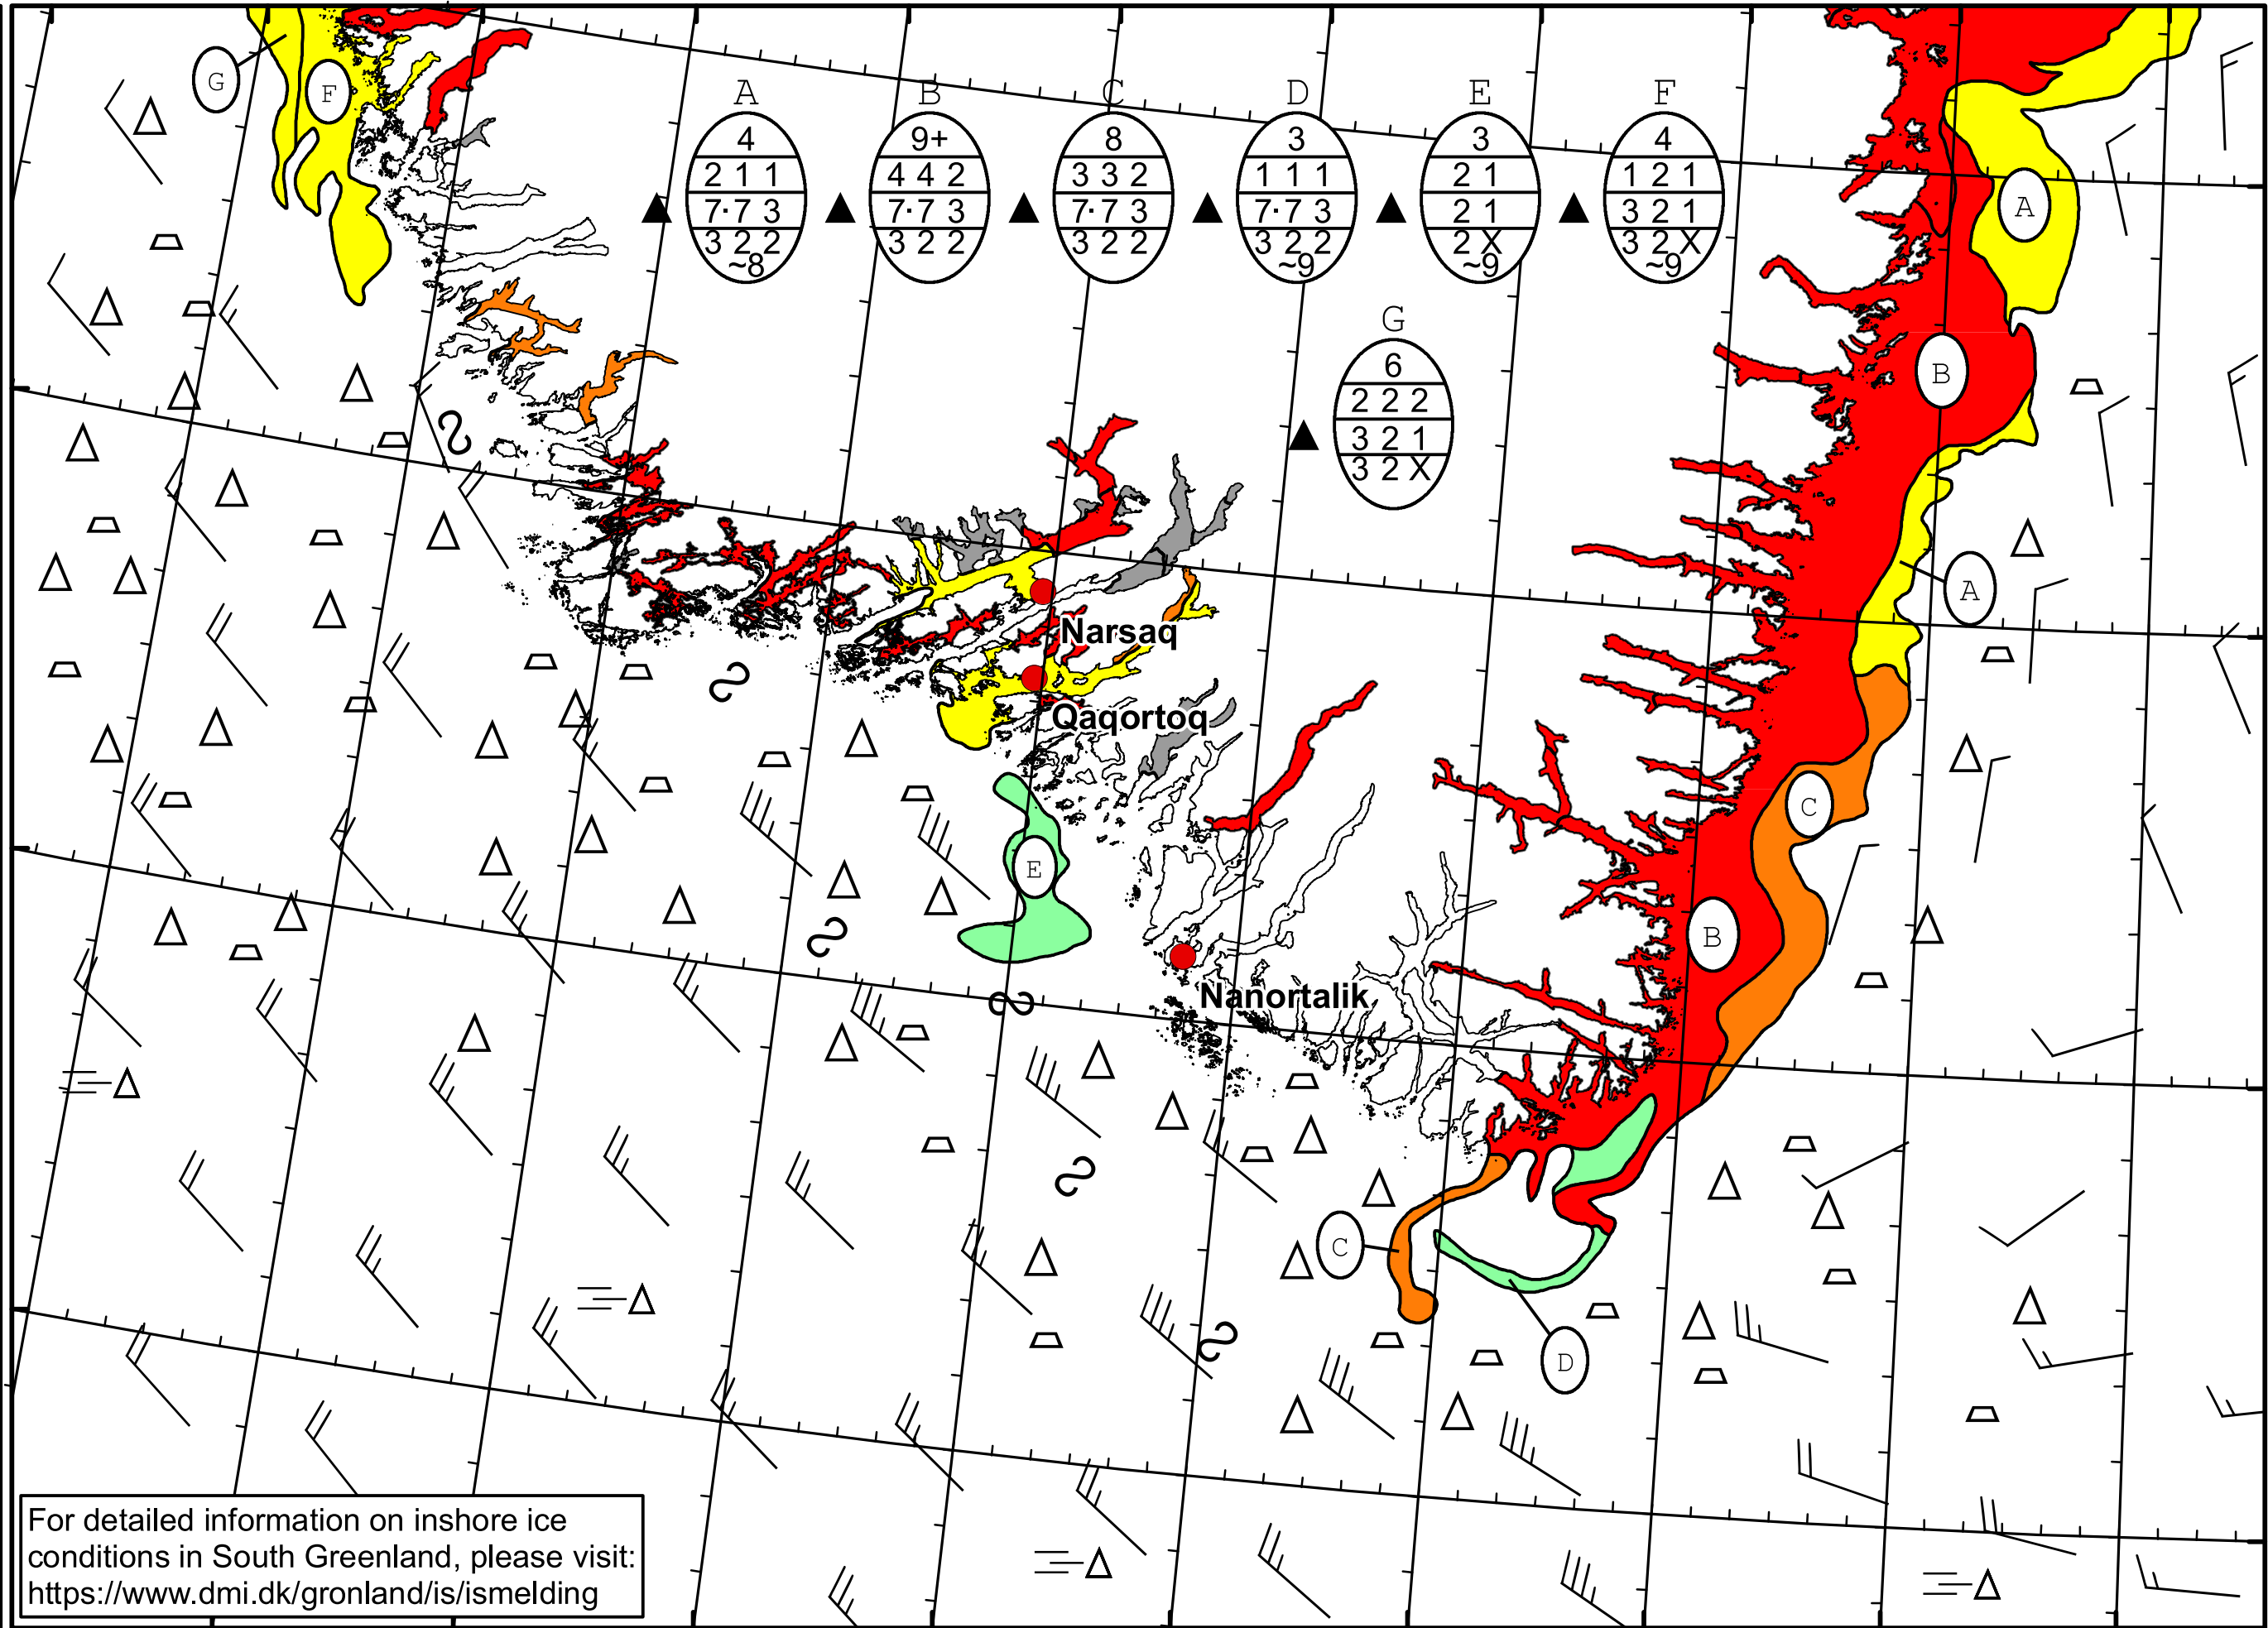 G
F
A
B
C
D
E
F
4
9+
8
3
3
4
2 1 1
4 4 2
3 3 2
1 1 1
2 1
1 2 1
7·7 3
7·7 3
7·7 3
7·7 3
2 1
3 2 1
3 2 2
3 2 2
3 2 2
3 2 2
2 X
3 2 X
~8
~9
~9
~9
A
G
6
2 2 2
3 2 1
3 2 X
B
A
Narsaq
Qaqortoq
C
E
B
Nanortalik
C
D
For detailed information on inshore ice
conditions in South Greenland, please visit:
https://www.dmi.dk/gronland/is/ismelding